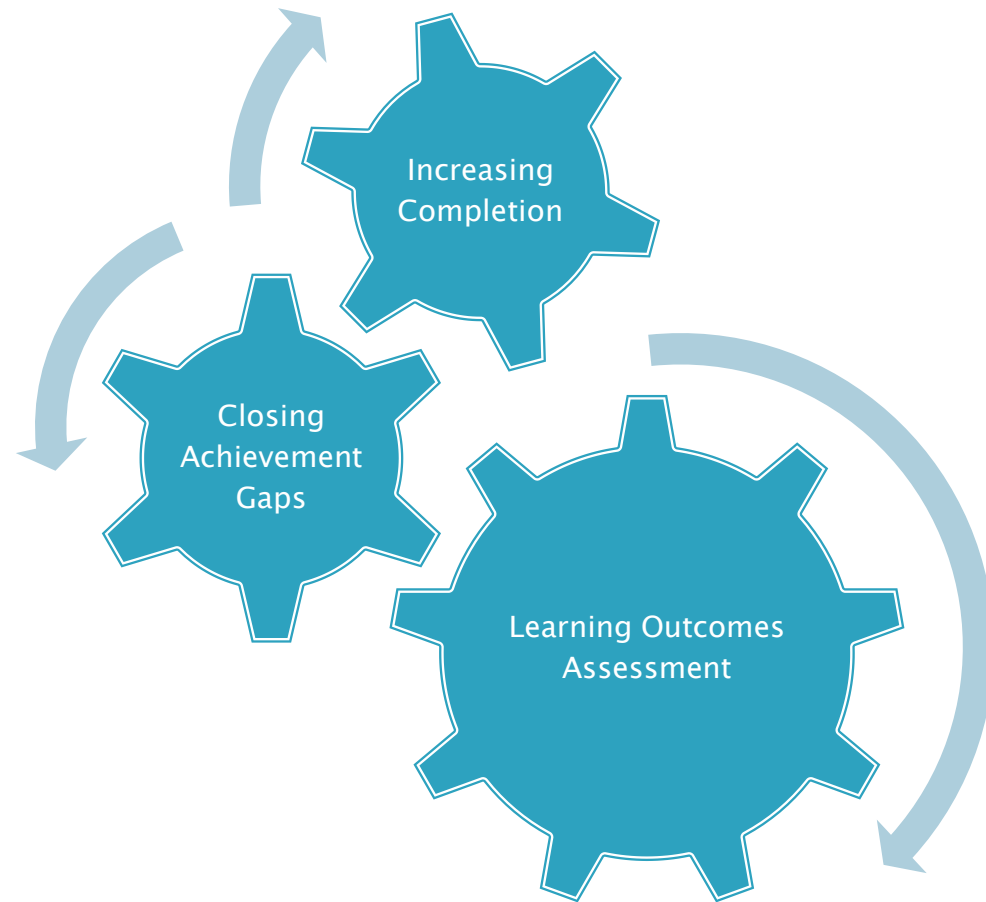 Increasing
Completion
Closing
Achievement
Gaps
Learning Outcomes
Assessment